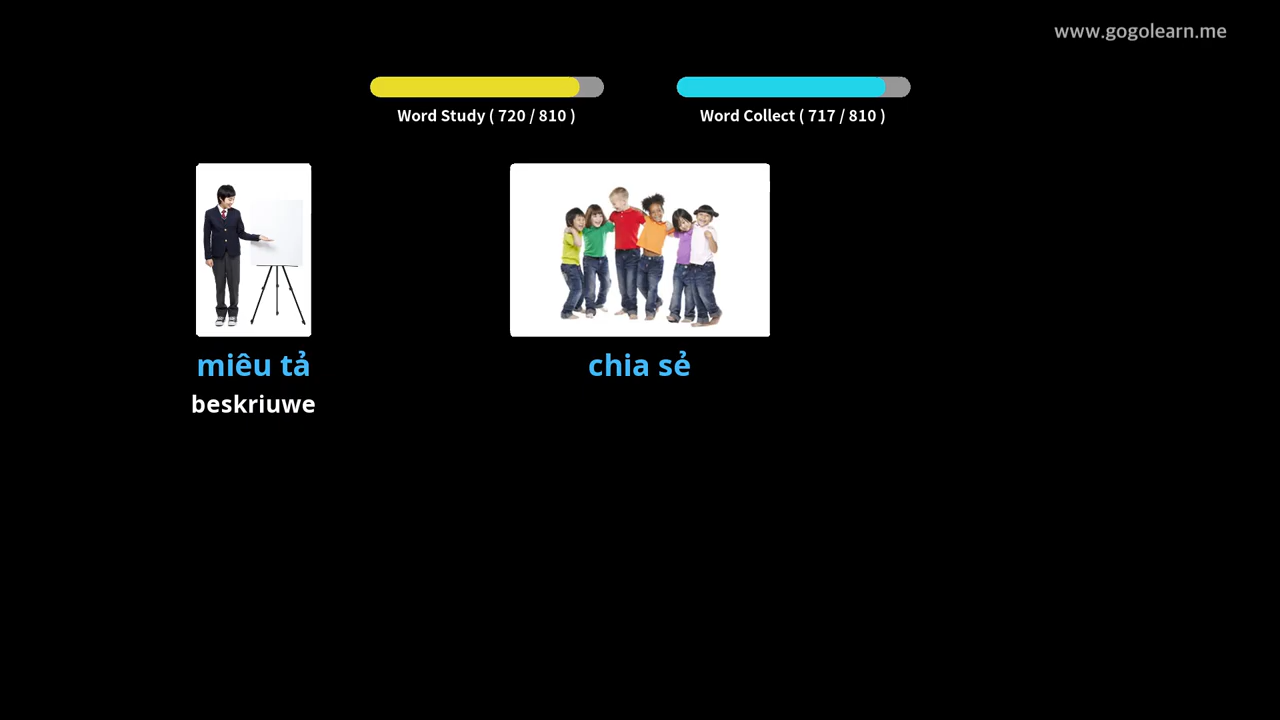 www.gogolearn.me
Word Study ( 720 / 810 )
Word Collect ( 717 / 810 )
miêu tả
beskriuwe
chia sẻ